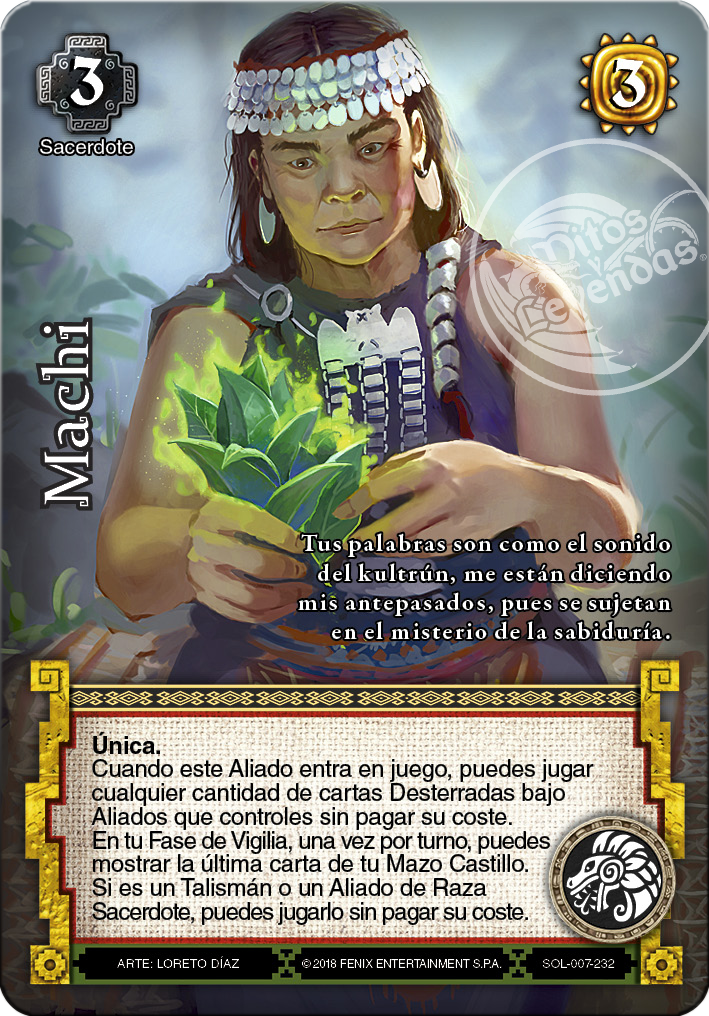 3
Sacerdote
3
Mitos
y
Leyendas
Machi
Tus palabras son como el sonido
del kultrún, me están diciendo
mis antepasados, pues se sujetan
en el misterio de la sabiduría.
Única.
Cuando este Aliado entra en juego, puedes jugar
cualquier cantidad de cartas Desterradas bajo
Aliados que controles sin pagar su coste.
En tu Fase de Vigilia, una vez por turno, puedes
mostrar la última carta de tu Mazo Castillo.
Si es un Talismán o un Aliado de Raza
Sacerdote, puedes jugarlo sin pagar su coste.
ARTE: LORETO DÍAZ
©2018 FENIX ENTERTAINMENT S.P.A.
SOL-007-232